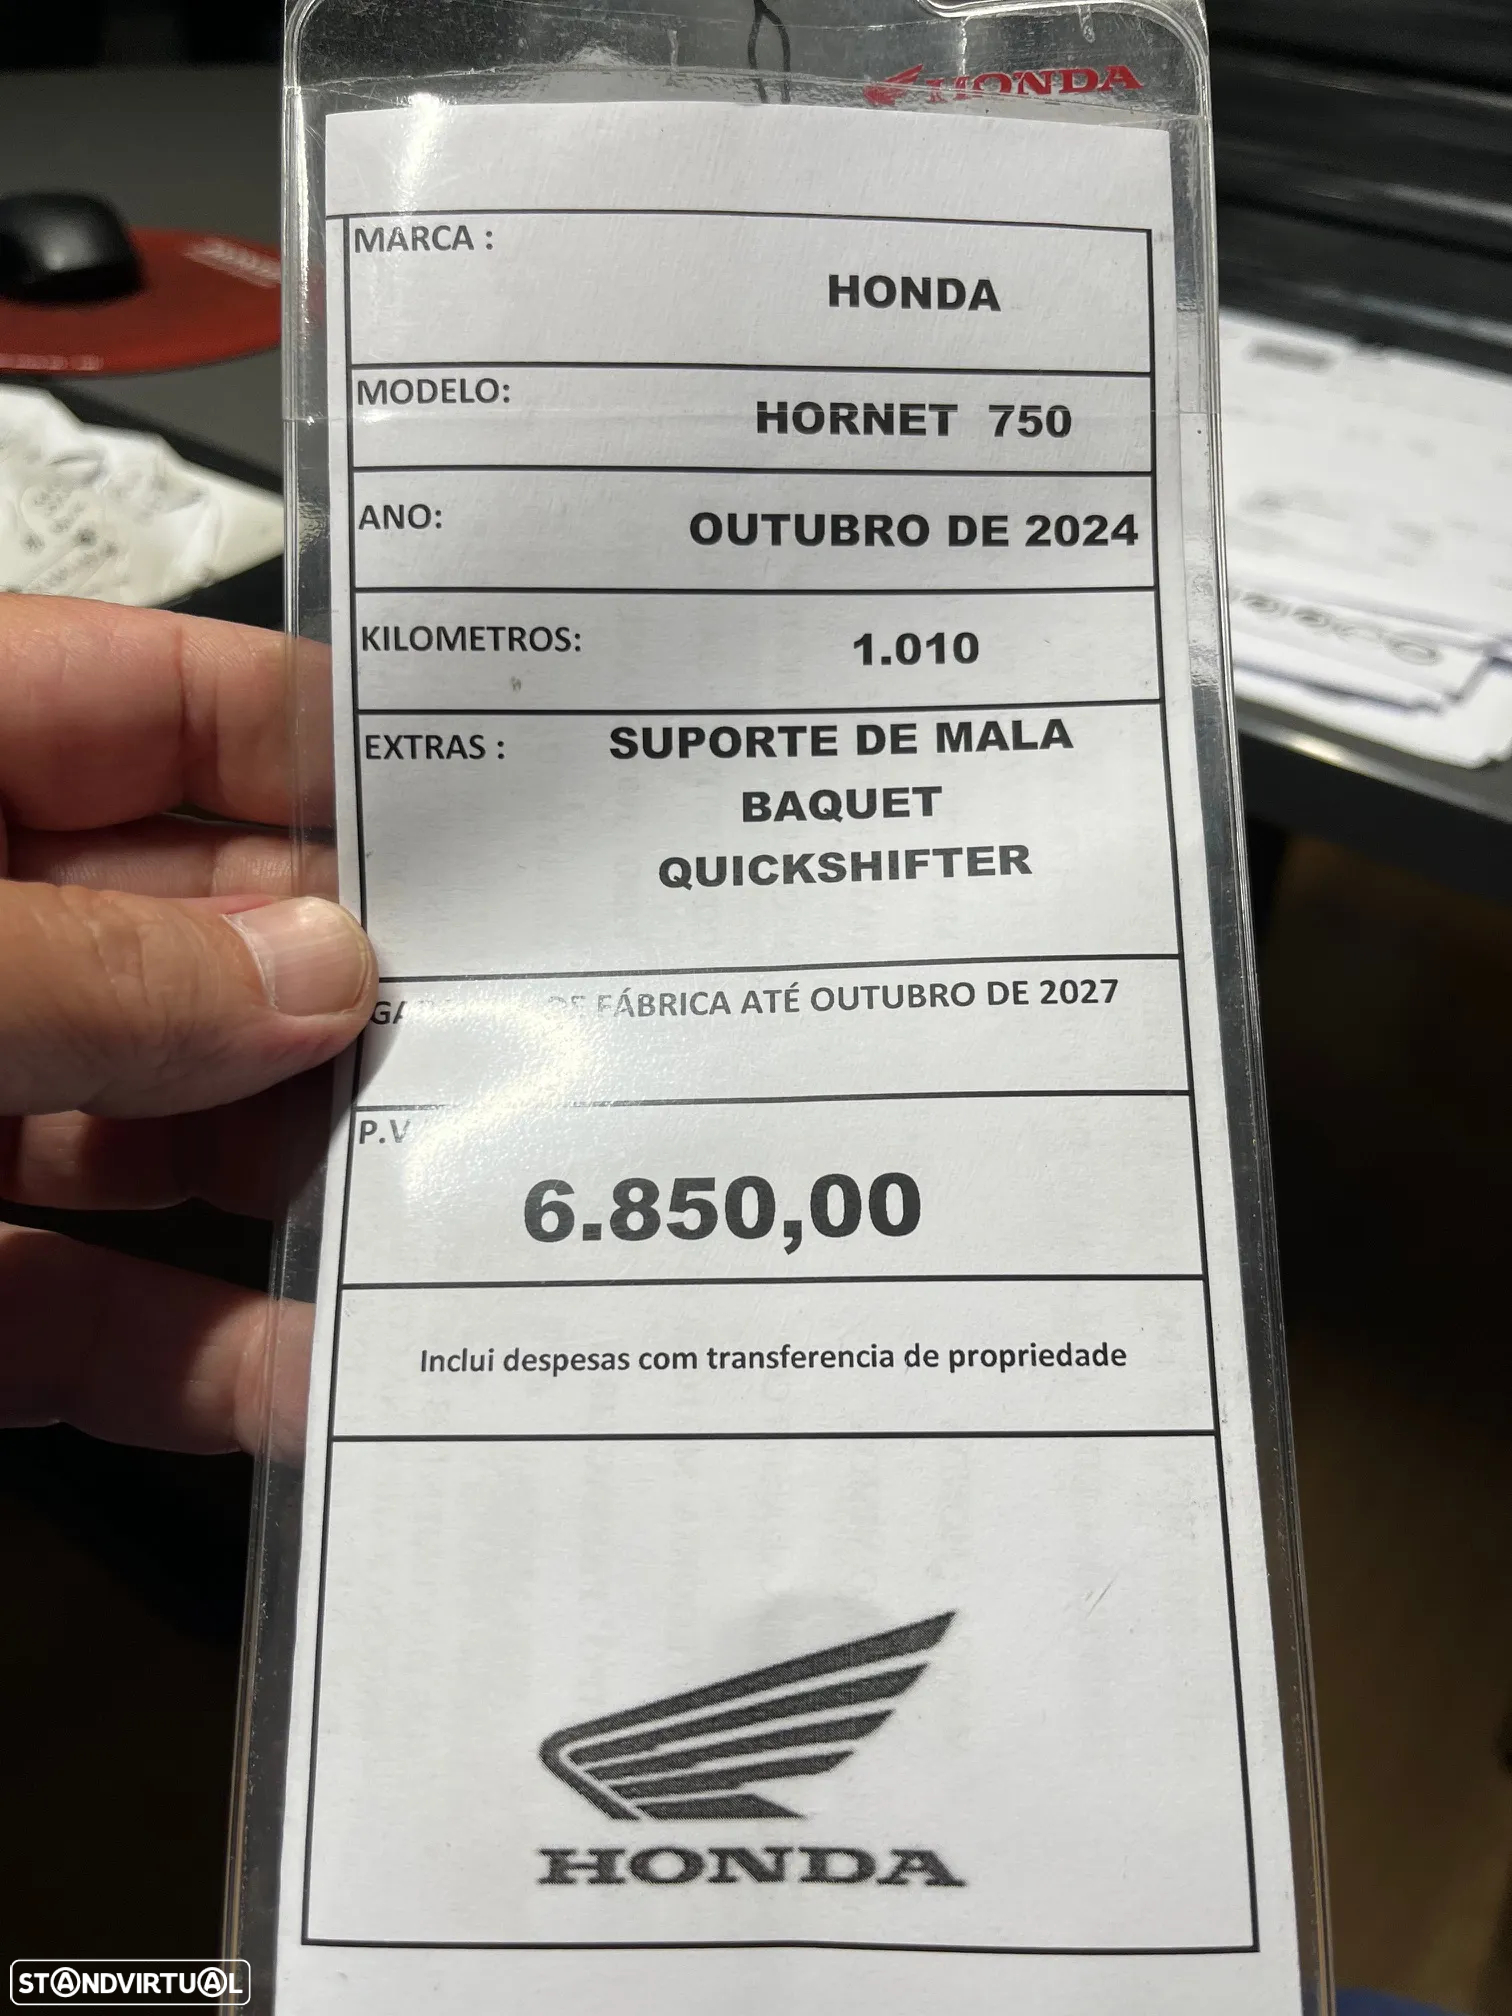 HONDA
MARCA :
HONDA
MODELO:
HORNET 750
ANO:
OUTUBRO DE 2024
KILOMETROS:
1.010
EXTRAS :
SUPORTE DE MALA
BAQUET
QUICKSHIFTER
FÁBRICA ATÉ OUTUBRO DE 2027
P.V
6.850,00
Inclui despesas com transferencia de propriedade
HONDA
STANDVIRTUAL